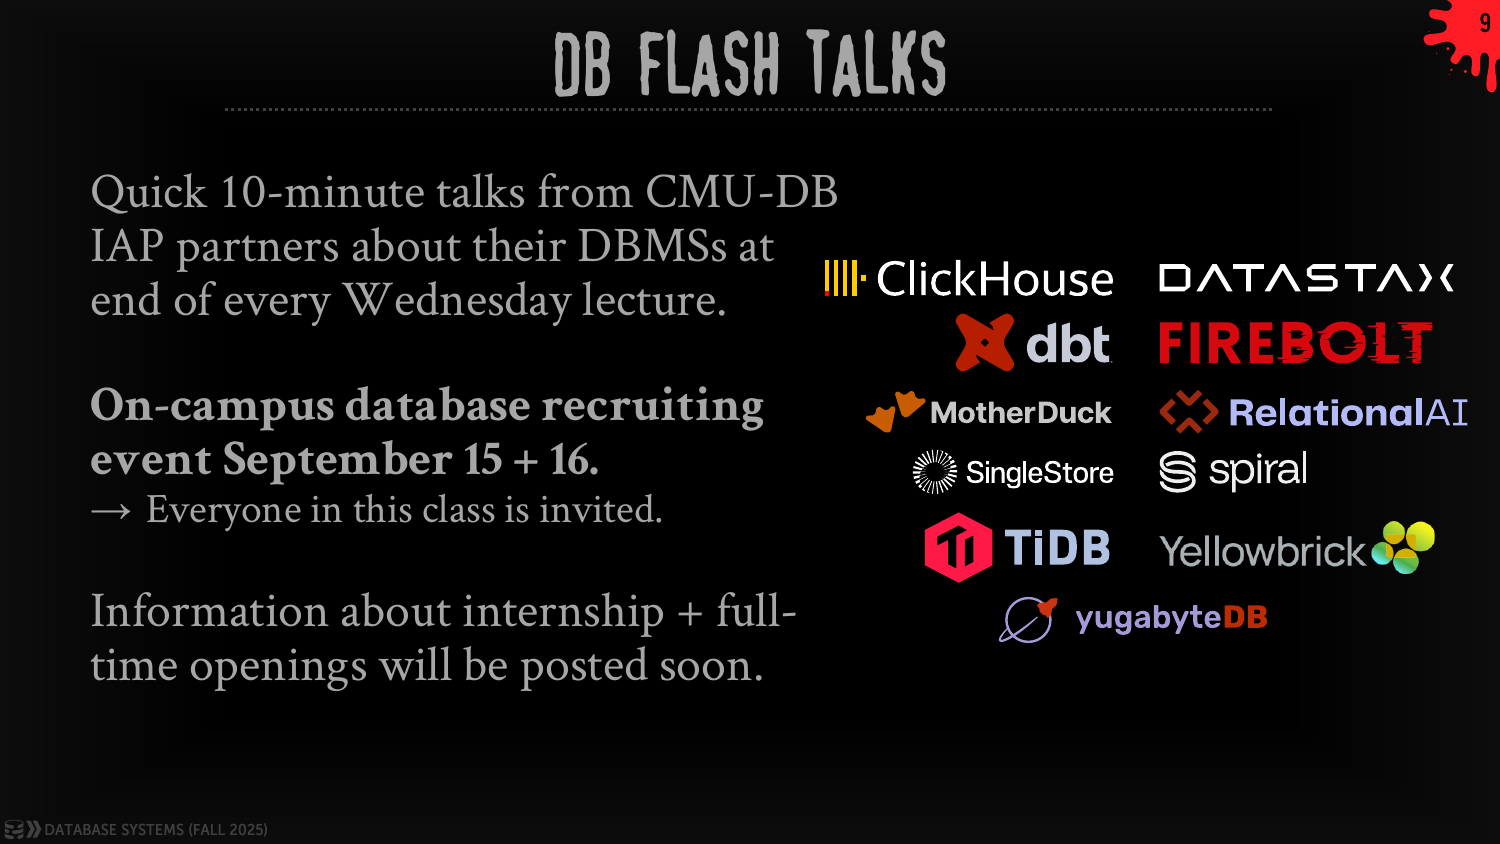 9
DB FLASH TALKS
Quick 10-minute talks from CMU-DB
IAP partners about their DBMSs at
end of every Wednesday lecture.
On-campus database recruiting
event September 15 + 16.
→ Everyone in this class is invited.
Information about internship + full-
time openings will be posted soon.
ClickHouse DATASTAX
dbt FIREBOLT
MotherDuck RelationalAI
SingleStore spiral
TiDB Yellowbrick
yugabyteDB
DATABASE SYSTEMS (FALL 2025)